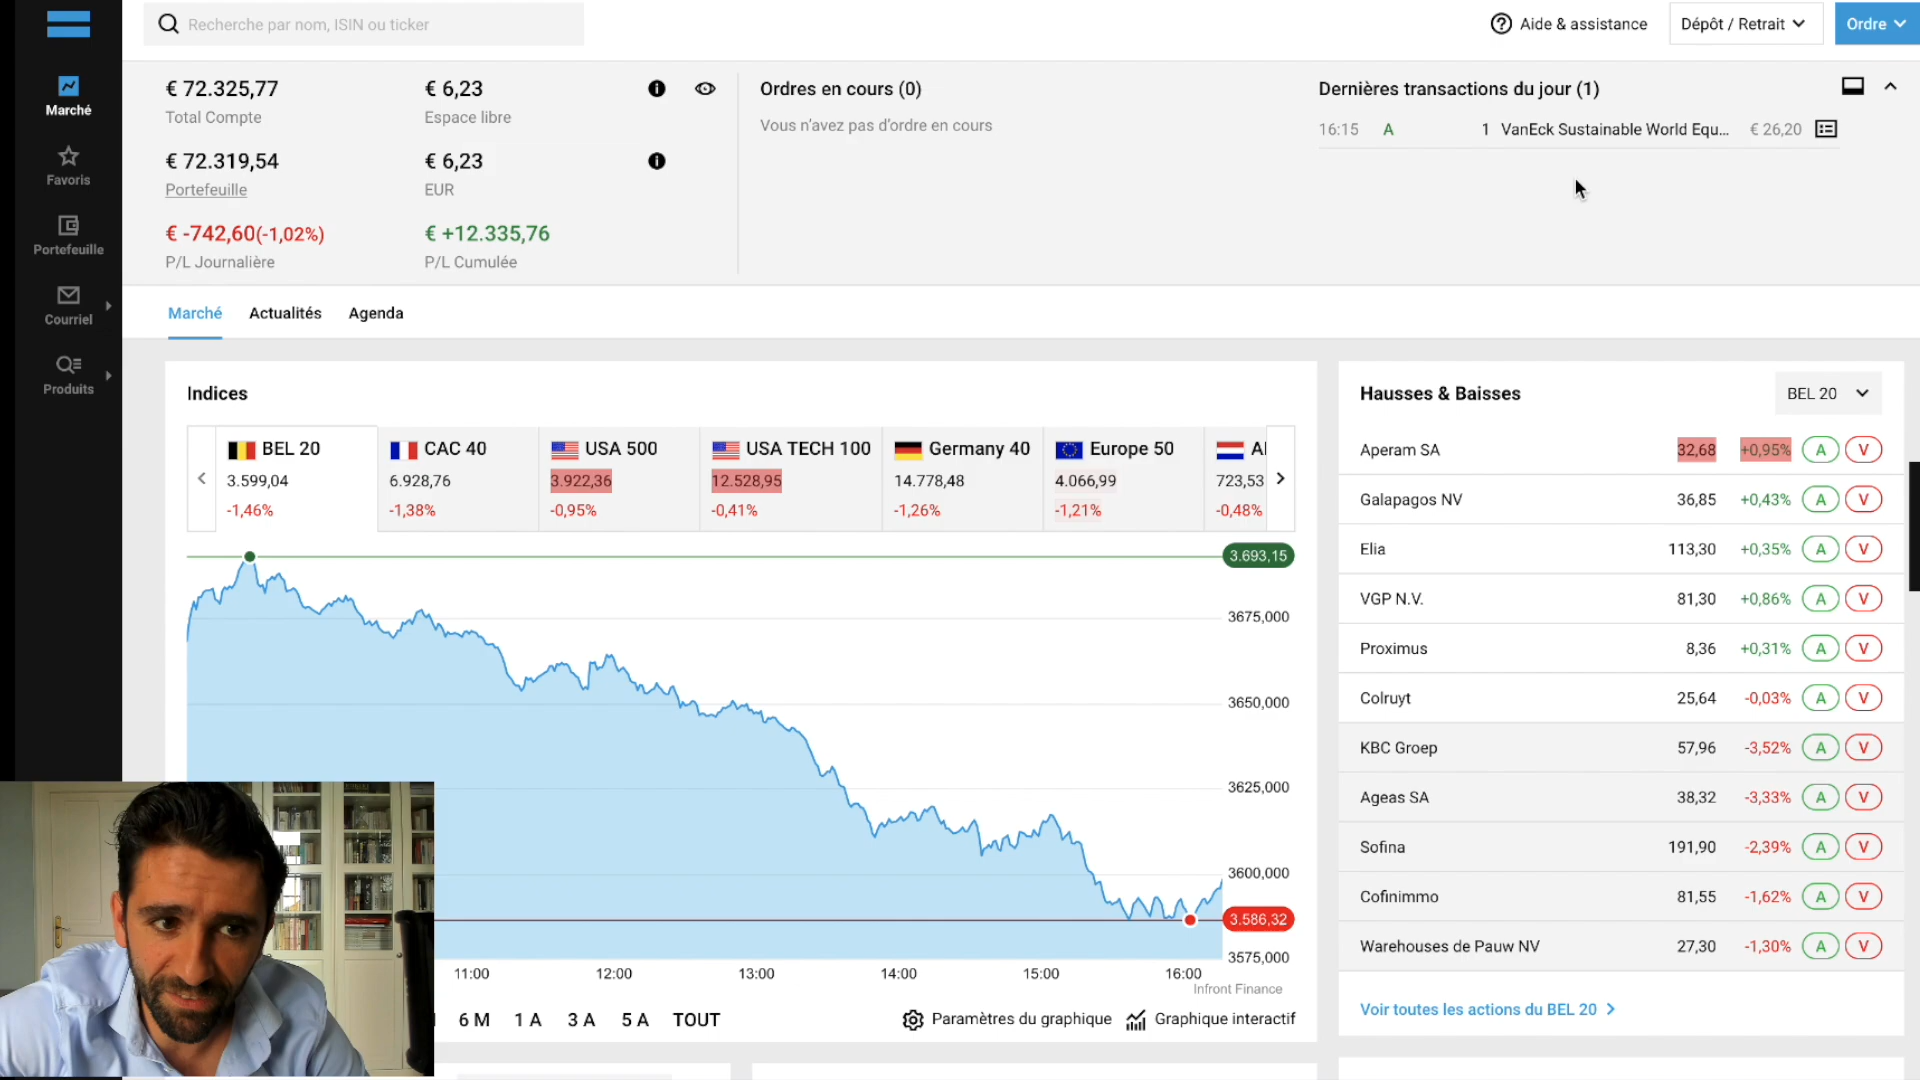 Recherche par nom, ISIN ou ticker
Aide & assistance
Dépôt / Retrait
Ordre
Marché
Favoris
Portefeuille
Courriel
Produits
€ 72.325,77
Total Compte
€ 6,23
Espace libre
€ 72.319,54
Portefeuille
€ 6,23
EUR
€ -742,60(-1,02%)
P/L Journalière
€ +12.335,76
P/L Cumulée
Ordres en cours (0)
Vous n'avez pas d'ordre en cours
Dernières transactions du jour (1)
16:15 A 1 VanEck Sustainable World Equ... € 26,20
Marché Actualités Agenda
Indices
BEL 20
3.599,04
-1,46%
CAC 40
6.928,76
-1,38%
USA 500
3.922,36
-0,95%
USA TECH 100
12.528,95
-0,41%
Germany 40
14.778,48
-1,26%
Europe 50
4.066,99
-1,21%
723,53
-0,48%
3.693,15
3675,000
3650,000
3625,000
3600,000
3.586,32
3575,000
11:00 12:00 13:00 14:00 15:00 16:00
Infront Finance
6 M 1 A 3 A 5 A TOUT
Paramètres du graphique
Graphique interactif
Hausses & Baisses
BEL 20
Aperam SA 32,68 +0,95% A V
Galapagos NV 36,85 +0,43% A V
Elia 113,30 +0,35% A V
VGP N.V. 81,30 +0,86% A V
Proximus 8,36 +0,31% A V
Colruyt 25,64 -0,03% A V
KBC Groep 57,96 -3,52% A V
Ageas SA 38,32 -3,33% A V
Sofina 191,90 -2,39% A V
Cofinimmo 81,55 -1,62% A V
Warehouses de Pauw NV 27,30 -1,30% A V
Voir toutes les actions du BEL 20